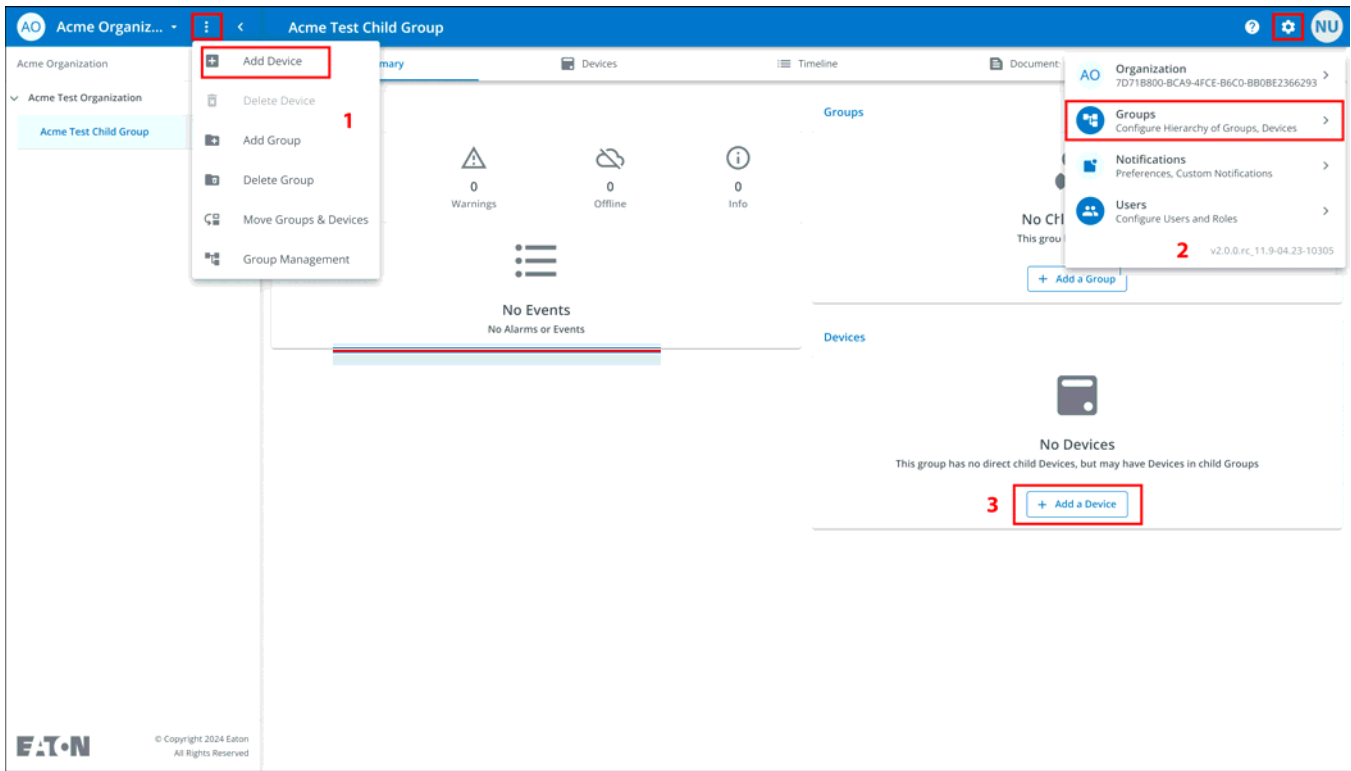 AO Acme Organiz...
Acme Test Child Group
NU
Acme Organization
Acme Test Organization
Acme Test Child Group
Add Device
Delete Device
1
Add Group
Delete Group
Move Groups & Devices
Group Management
mary
Devices
Timeline
Document
0
Warnings
0
Offline
0
Info
No Events
No Alarms or Events
Groups
No Ch
This grou
+ Add a Group
AO Organization
7D71B800-BCA9-4FCE-B6C0-BB0BE2366293
Groups
Configure Hierarchy of Groups, Devices
Notifications
Preferences, Custom Notifications
Users
Configure Users and Roles
2 v2.0.0.rc_11.9-04.23-10305
Devices
No Devices
This group has no direct child Devices, but may have Devices in child Groups
3 + Add a Device
EATON
© Copyright 2024 Eaton
All Rights Reserved